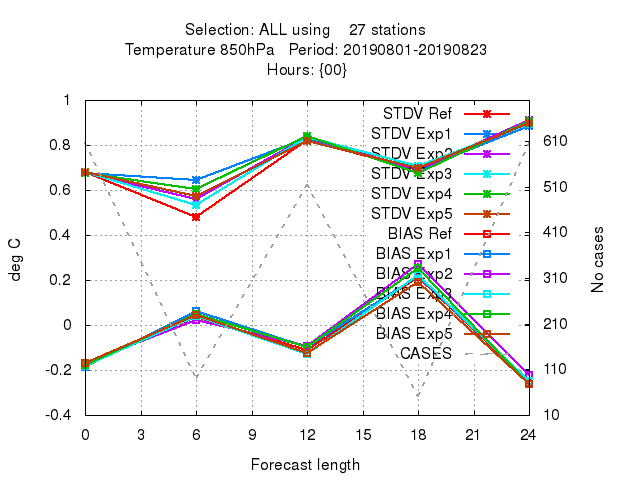 Selection: ALL using    27 stations
Temperature 850hPa   Period: 20190801-20190823
Hours: {00}
1
0.8
0.6
0.4
0.2
0
-0.2
-0.4
deg C
STDV Ref
STDV Exp1
STDV Exp2
STDV Exp3
STDV Exp4
STDV Exp5
BIAS Ref
BIAS Exp1
BIAS Exp2
BIAS Exp3
BIAS Exp4
BIAS Exp5
CASES
610
510
410
310
210
110
10
No cases
0 3 6 9 12 15 18 21 24
Forecast length